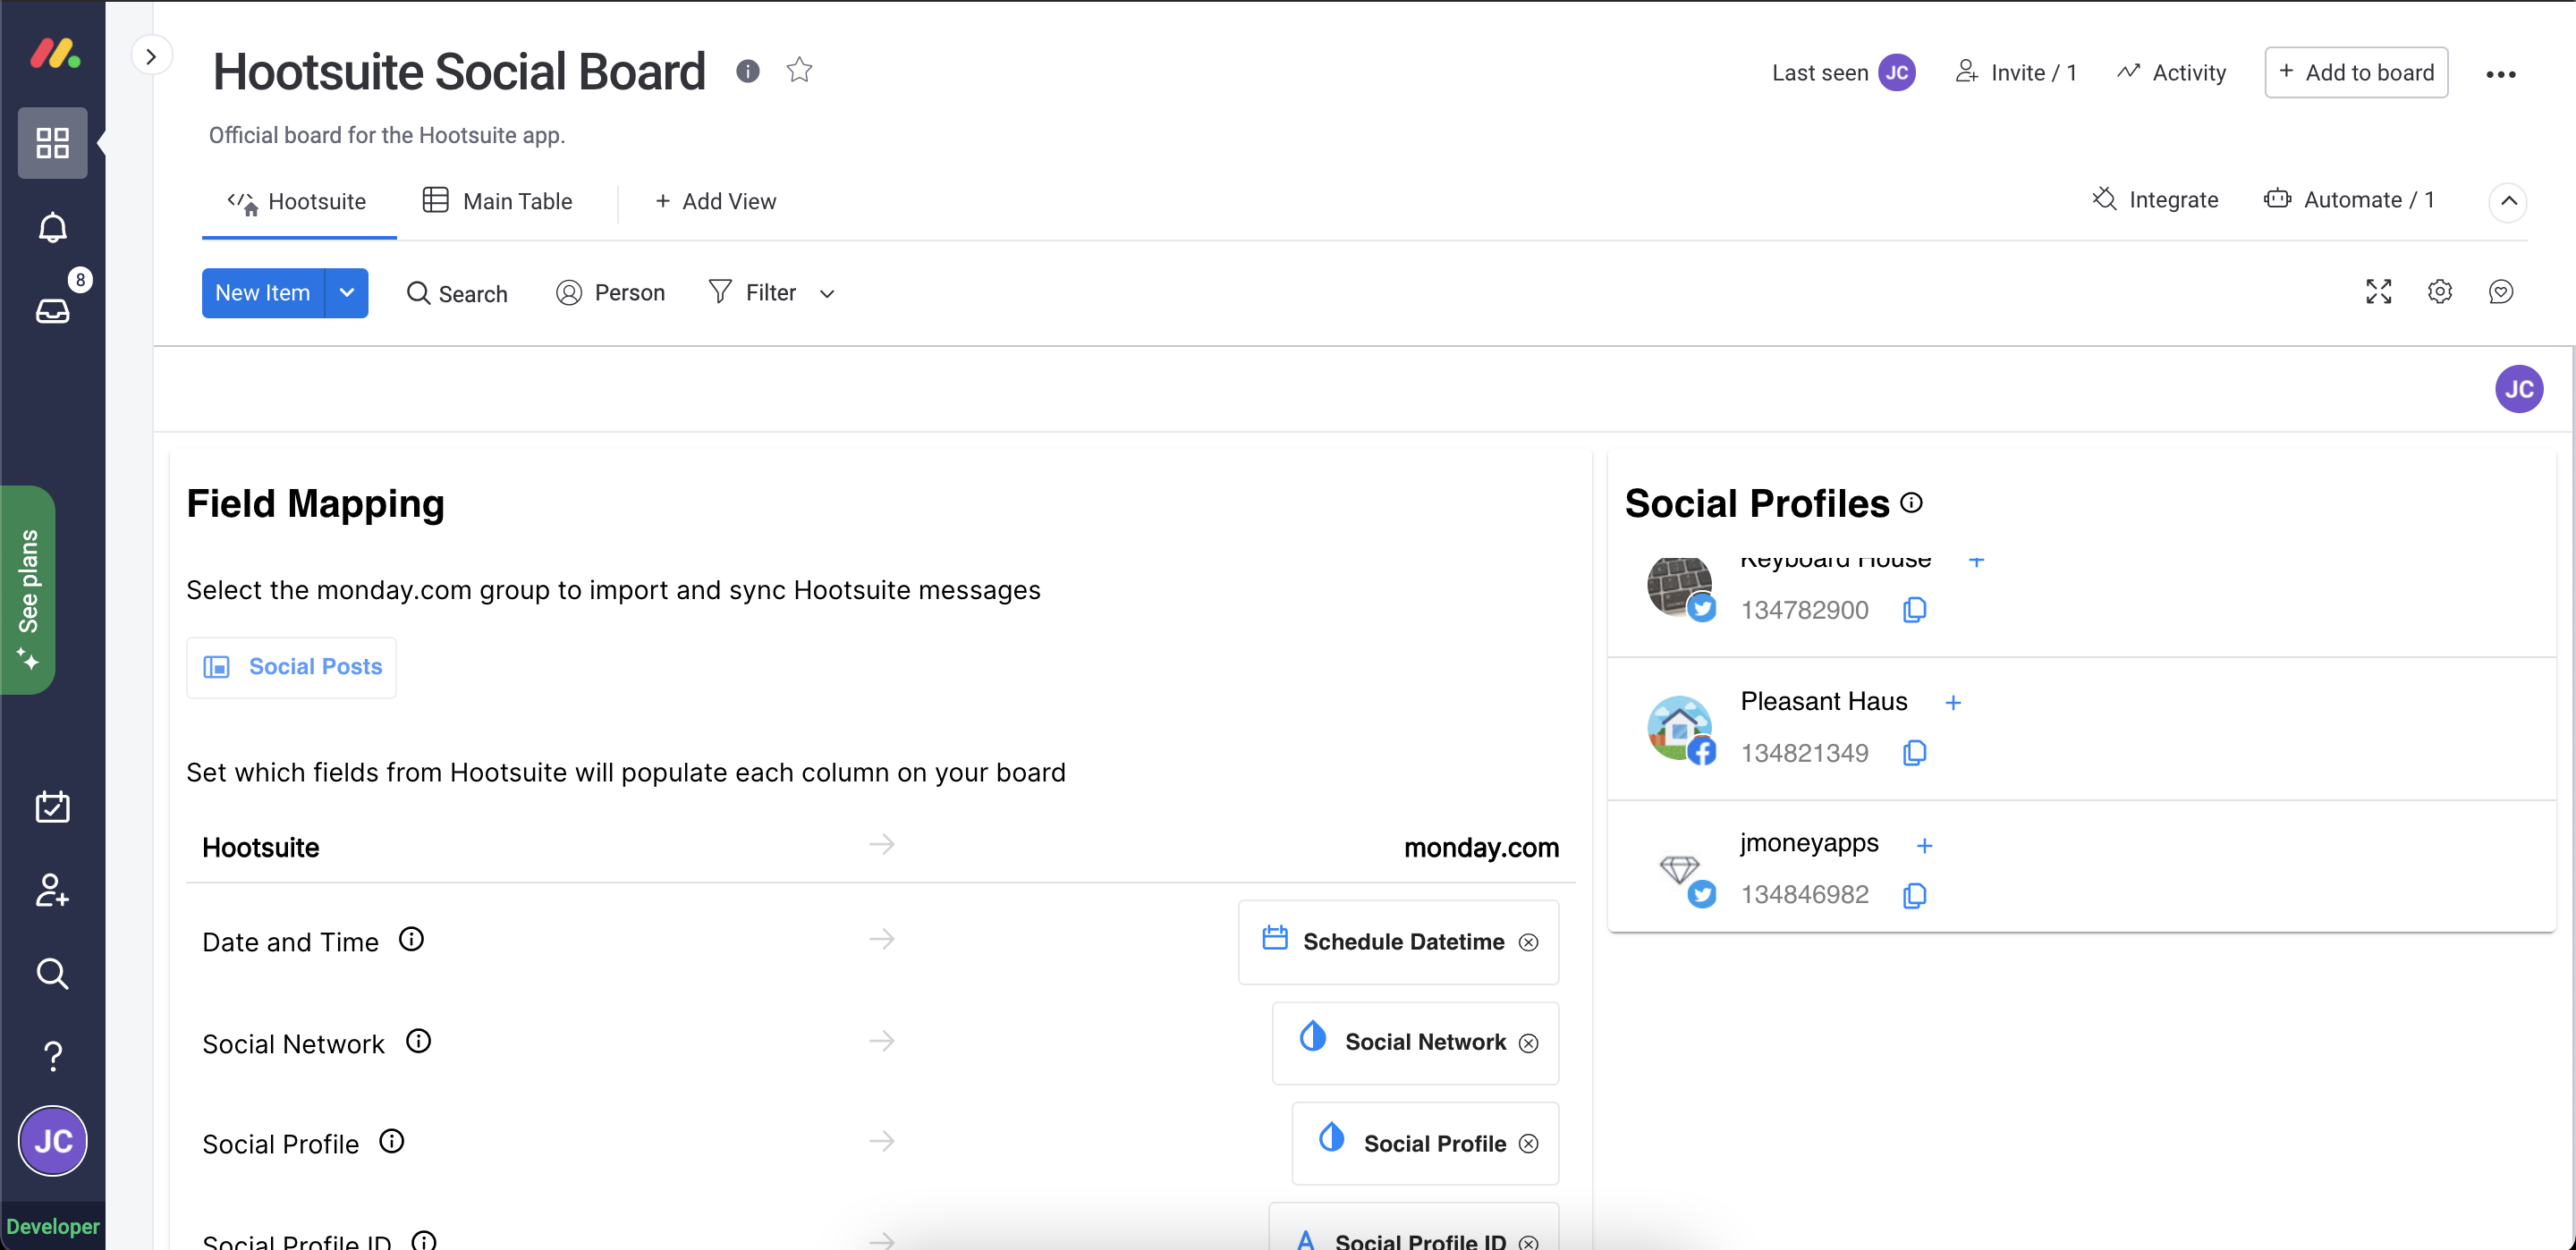 Hootsuite Social Board
Last seen JC
Invite / 1
Activity
+ Add to board
Official board for the Hootsuite app.
Hootsuite
Main Table
+ Add View
Integrate
Automate / 1
8
New Item
Search
Person
Filter
JC
See plans
Field Mapping
Select the monday.com group to import and sync Hootsuite messages
Social Posts
Set which fields from Hootsuite will populate each column on your board
Hootsuite
monday.com
Date and Time
Schedule Datetime
Social Network
Social Network
Social Profile
Social Profile
Social Profile ID
Social Profile ID
Social Profiles
Keyboard House +
134782900
Pleasant Haus +
134821349
jmoneyapps +
134846982
JC
Developer